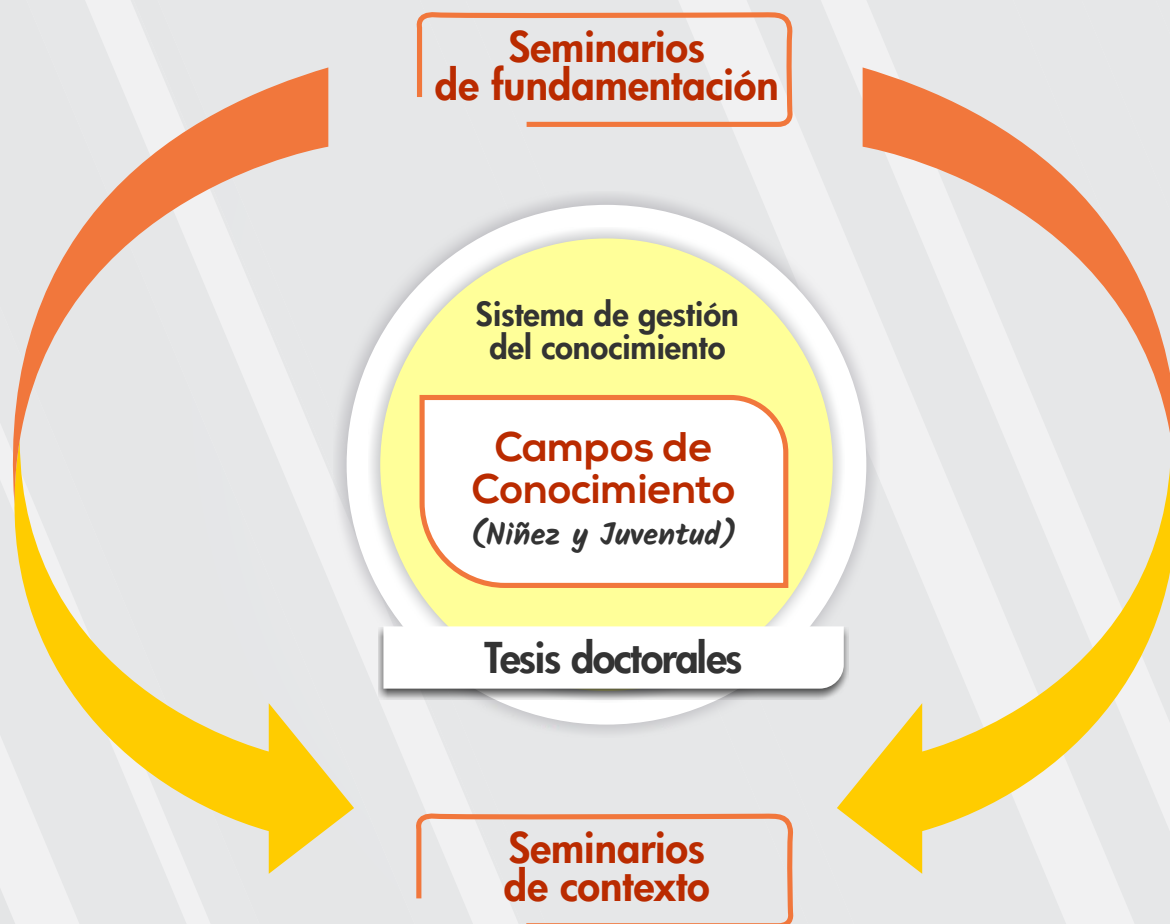 Seminarios
de fundamentación
Sistema de gestión
del conocimiento
Campos de
Conocimiento
(Niñez y Juventud)
Tesis doctorales
Seminarios
de contexto